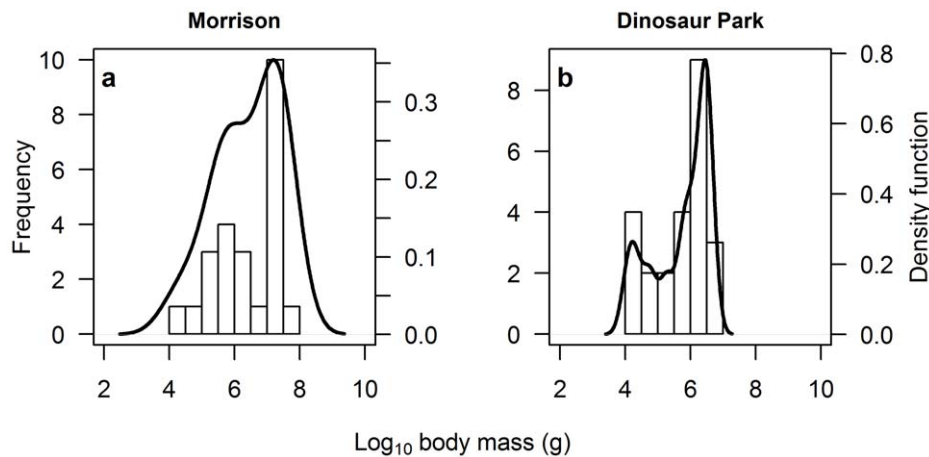 Morrison
Dinosaur Park
a
b
Frequency
10
8
6
4
2
0
0.3
0.2
0.1
0.0
8
6
4
2
0
0.8
0.6
0.4
0.2
0.0
Density function
2 4 6 8 10
2 4 6 8 10
Log₁₀ body mass (g)